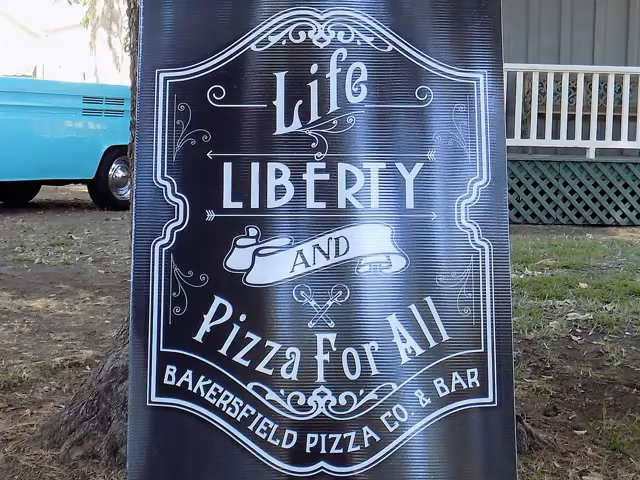 Life
LIBERTY
AND
Pizza For All
BAKERSFIELD PIZZA CO & BAR